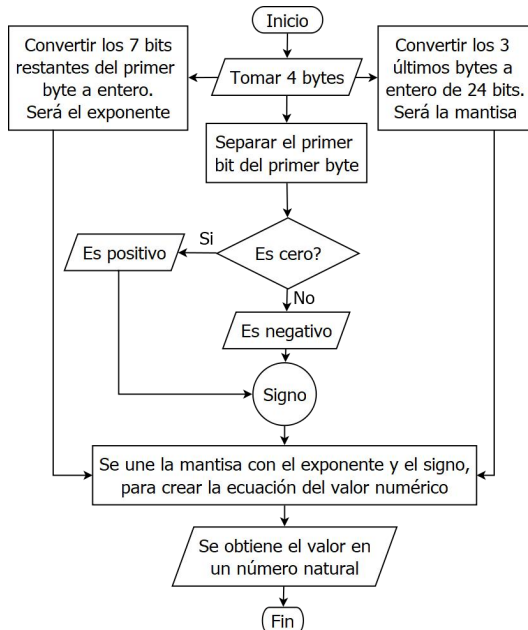 Inicio
Convertir los 7 bits
restantes del primer
byte a entero.
Será el exponente
Tomar 4 bytes
Convertir los 3
últimos bytes a
entero de 24 bits.
Será la mantisa
Separar el primer
bit del primer byte
Es cero?
Si
Es positivo
No
Es negativo
Signo
Se une la mantisa con el exponente y el signo,
para crear la ecuación del valor numérico
Se obtiene el valor en
un número natural
Fin